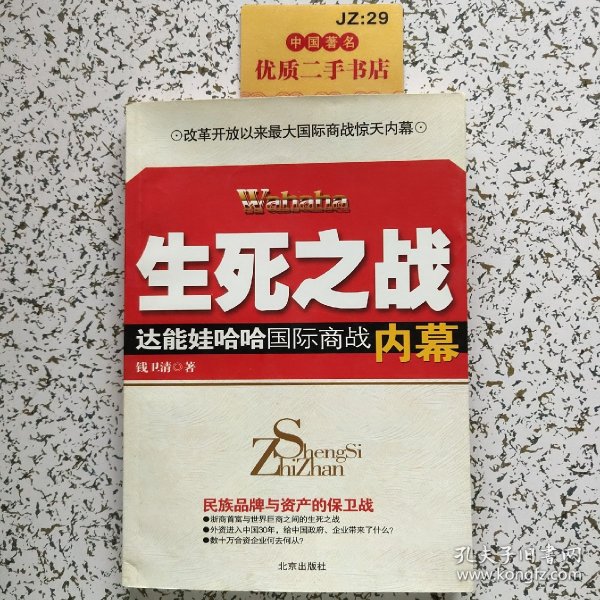 JZ:29
中国著名
优质二手书店
⊙改革开放以来最大国际商战惊天内幕⊙
Wahaha
生死之战
达能娃哈哈国际商战内幕
钱卫清◎著
ShengSi
ZhiZhan
民族品牌与资产的保卫战
●浙商首富与世界巨商之间的生死之战
●外资进入中国30年，给中国政府、企业带来了什么？
●数十万合资企业何去何从？
北京出版社
孔夫子旧书网
www.kongfz.com